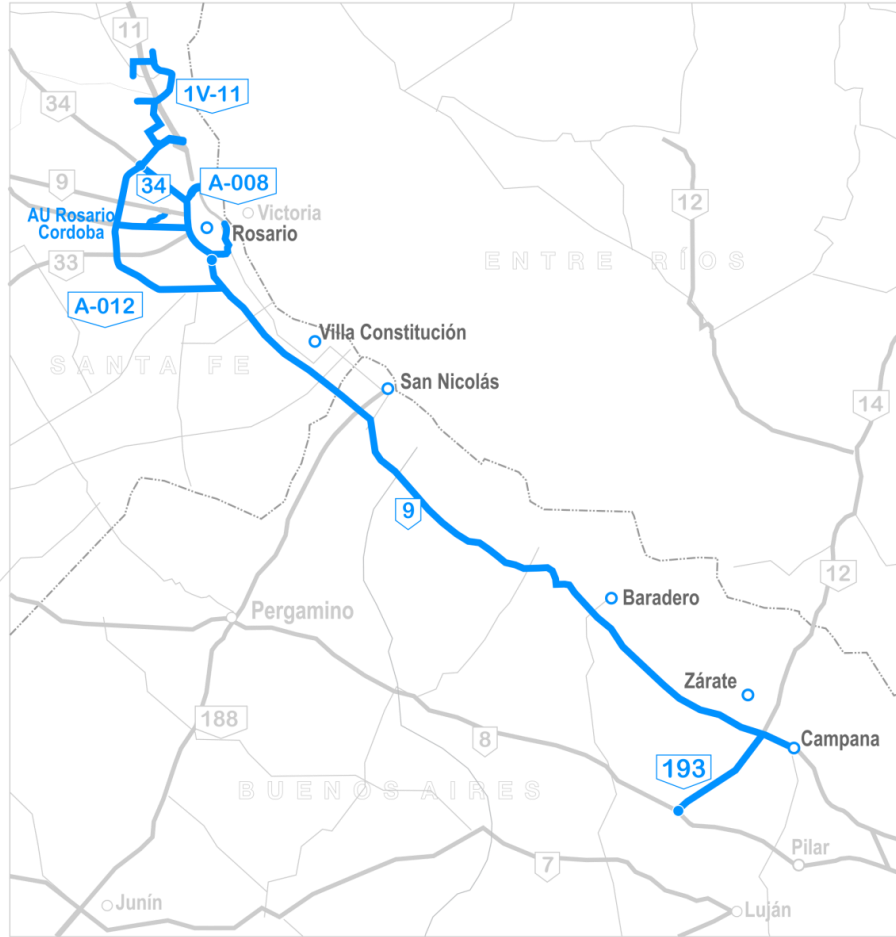 11
1V-11
34
9
34
A-008
Victoria
AU Rosario
Cordoba
Rosario
12
33
ENTRE RÍOS
A-012
Villa Constitución
SANTA FE
San Nicolás
14
9
12
Baradero
Pergamino
Zárate
188
8
Campana
193
BUENOS AIRES
Pilar
7
Junín
Luján